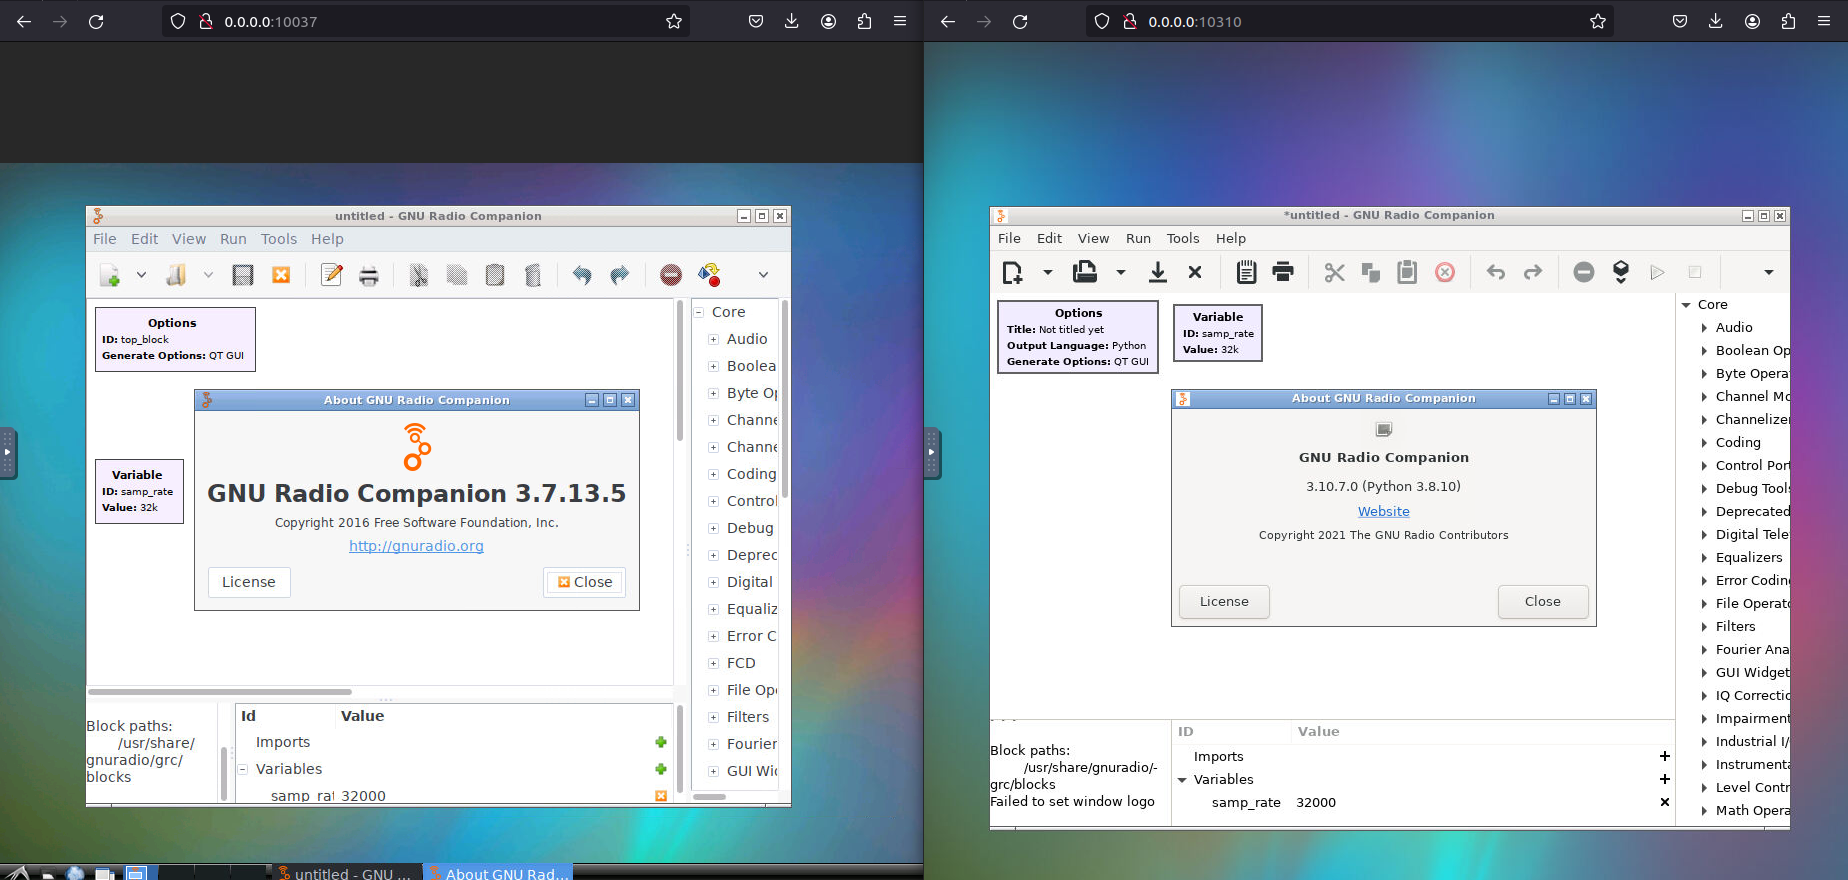 0.0.0.0:10037
untitled - GNU Radio Companion
File Edit View Run Tools Help
Options
ID: top_block
Generate Options: QT GUI
Variable
ID: samp_rate
Value: 32k
About GNU Radio Companion
GNU Radio Companion 3.7.13.5
Copyright 2016 Free Software Foundation, Inc.
http://gnuradio.org
License
Close
Core
Audio
Boolea
Byte Op
Channe
Channe
Coding
Control
Debug
Deprec
Digital
Equaliz
Error C
FCD
File Ope
Filters
Fourier
GUI Wid
Block paths:
/usr/share/
gnuradio/grc/
blocks
Id Value
Imports
Variables
samp_rat 32000
untitled - GNU ...
About GNU Rad...
0.0.0.0:10310
*untitled - GNU Radio Companion
File Edit View Run Tools Help
Options
Title: Not titled yet
Output Language: Python
Generate Options: QT GUI
Variable
ID: samp_rate
Value: 32k
About GNU Radio Companion
GNU Radio Companion
3.10.7.0 (Python 3.8.10)
Website
Copyright 2021 The GNU Radio Contributors
License
Close
Core
Audio
Boolean Op
Byte Opera
Channel Mo
Channelizer
Coding
Control Port
Debug Tools
Deprecated
Digital Tele
Equalizers
Error Coding
File Operato
Filters
Fourier Ana
GUI Widget
IQ Correctio
Impairment
Industrial I/
Instrumenta
Level Contr
Math Opera
Block paths:
/usr/share/gnuradio/-
grc/blocks
Failed to set window logo
ID Value
Imports
Variables
samp_rate 32000